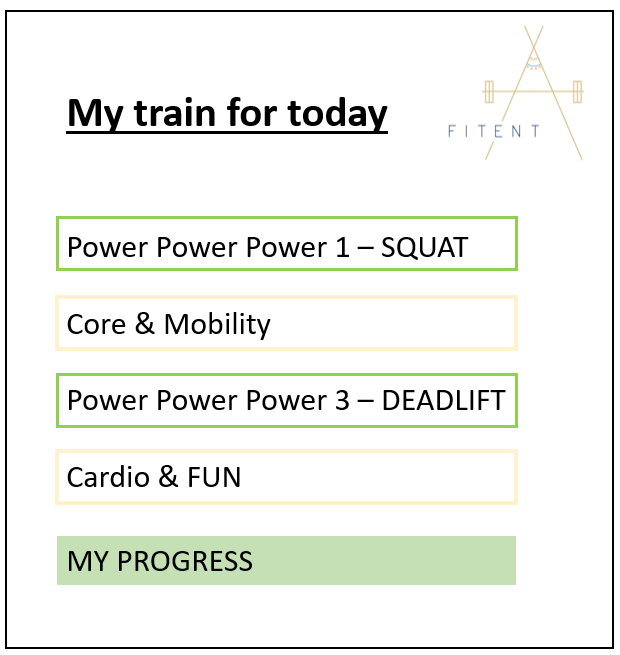 My train for today
FITENT
Power Power Power 1 – SQUAT
Core & Mobility
Power Power Power 3 – DEADLIFT
Cardio & FUN
MY PROGRESS